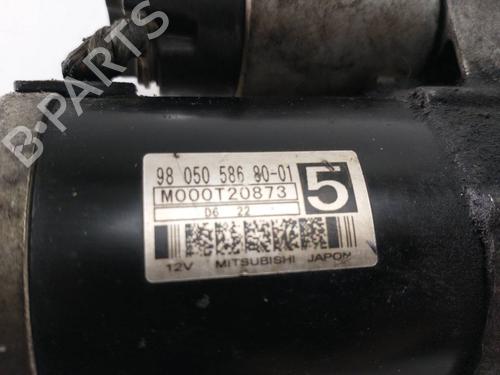 B-PARTS
98 050 586 80-01
M000T20873
5
D6 22
12V MITSUBISHI JAPON